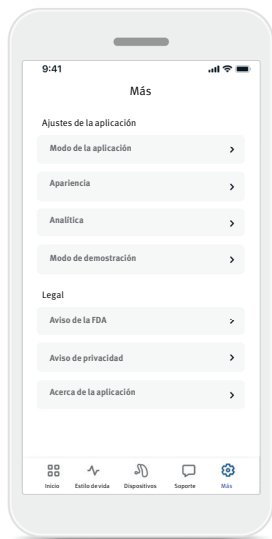 9:41
Más
Ajustes de la aplicación
Modo de la aplicación
Apariencia
Analítica
Modo de demostración
Legal
Aviso de la FDA
Aviso de privacidad
Acerca de la aplicación
Inicio Estilo de vida Dispositivos Soporte Más